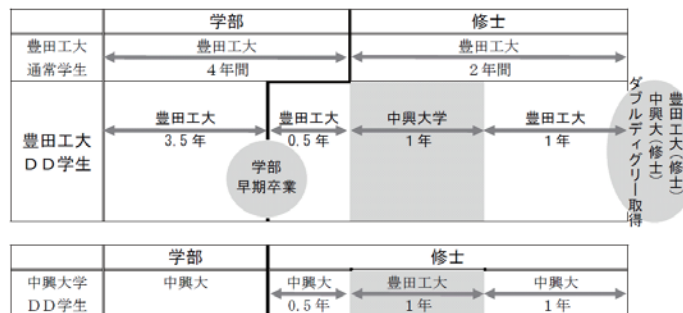 学部 修士
豊田工大
通常学生
豊田工大
4年間
豊田工大
2年間
豊田工大
DD学生
豊田工大
3.5年
学部
早期卒業
豊田工大
0.5年
中興大学
1年
豊田工大
1年
豊田工大(修士)
中興大(修士)
ダブルディグリー取得
学部 修士
中興大学
DD学生
中興大
中興大
0.5年
豊田工大
1年
中興大
1年